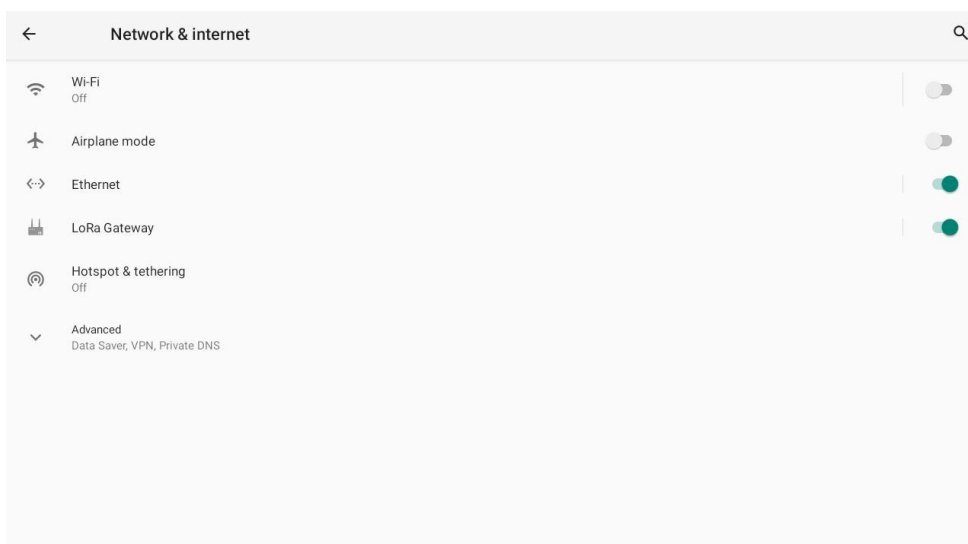 Network & internet
Wi-Fi
Off
Airplane mode
Ethernet
LoRa Gateway
Hotspot & tethering
Off
Advanced
Data Saver, VPN, Private DNS